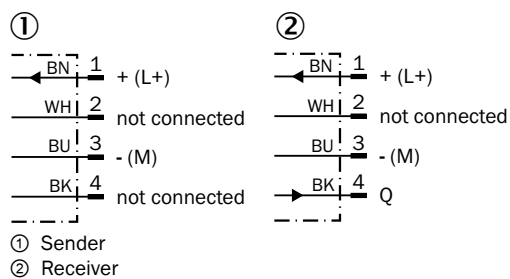 ① ②
BN 1 + (L+)
WH 2 not connected
BU 3 - (M)
BK 4 not connected
BN 1 + (L+)
WH 2 not connected
BU 3 - (M)
BK 4 Q
① Sender
② Receiver